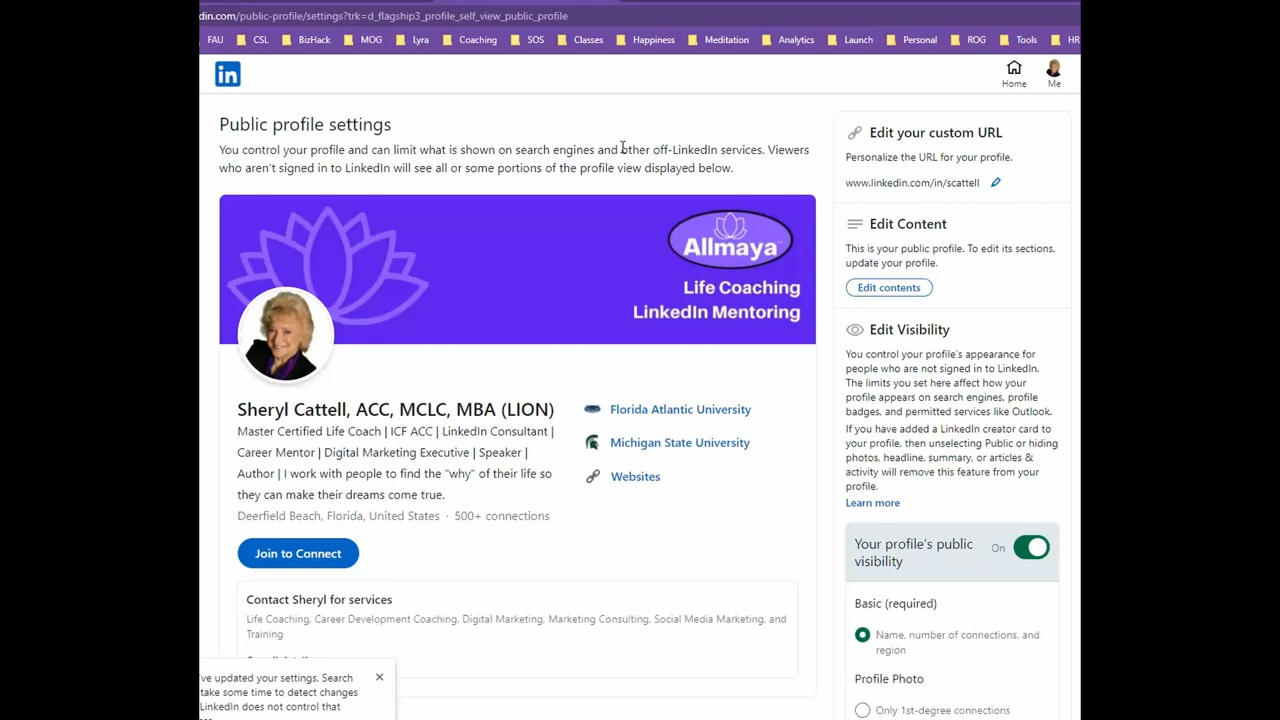 din.com/public-profile/settings?trk=d_flagship3_profile_self_view_public_profile
FAU CSL BizHack MOG Lyra Coaching SOS Classes Happiness Meditation Analytics Launch Personal ROG Tools HR
in
Home
Me
Public profile settings
You control your profile and can limit what is shown on search engines and other off-LinkedIn services. Viewers
who aren't signed in to LinkedIn will see all or some portions of the profile view displayed below.
Allmaya
Life Coaching
LinkedIn Mentoring
Sheryl Cattell, ACC, MCLC, MBA (LION)
Master Certified Life Coach | ICF ACC | LinkedIn Consultant |
Career Mentor | Digital Marketing Executive | Speaker |
Author | I work with people to find the "why" of their life so
they can make their dreams come true.
Deerfield Beach, Florida, United States · 500+ connections
Florida Atlantic University
Michigan State University
Websites
Join to Connect
Contact Sheryl for services
Life Coaching, Career Development Coaching, Digital Marketing, Marketing Consulting, Social Media Marketing, and
Training
've updated your settings. Search
take some time to detect changes
LinkedIn does not control that
Edit your custom URL
Personalize the URL for your profile.
www.linkedin.com/in/scattell
Edit Content
This is your public profile. To edit its sections,
update your profile.
Edit contents
Edit Visibility
You control your profile's appearance for
people who are not signed in to LinkedIn.
The limits you set here affect how your
profile appears on search engines, profile
badges, and permitted services like Outlook.
If you have added a LinkedIn creator card to
your profile, then unselecting Public or hiding
photos, headline, summary, or articles &
activity will remove this feature from your
profile.
Learn more
Your profile's public
visibility
On
Basic (required)
Name, number of connections, and
region
Profile Photo
Only 1st-degree connections